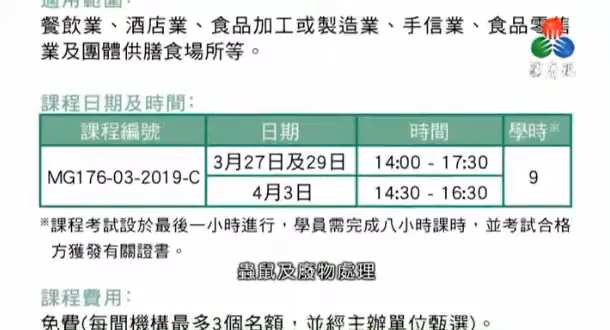 適用範圍：
餐飲業、酒店業、食品加工或製造業、手信業、食品零售
業及團體供膳食場所等。
課程日期及時間：
課程編號 日期 時間 學時※
MG176-03-2019-C 3月27日及29日 14:00 - 17:30 9
4月3日 14:30 - 16:30
※課程考試設於最後一小時進行，學員需完成八小時課時，並考試合格
方獲發有關證書。
蟲鼠及廢物處理
課程費用：
免費(每間機構最多3個名額，並經主辦單位甄選)。